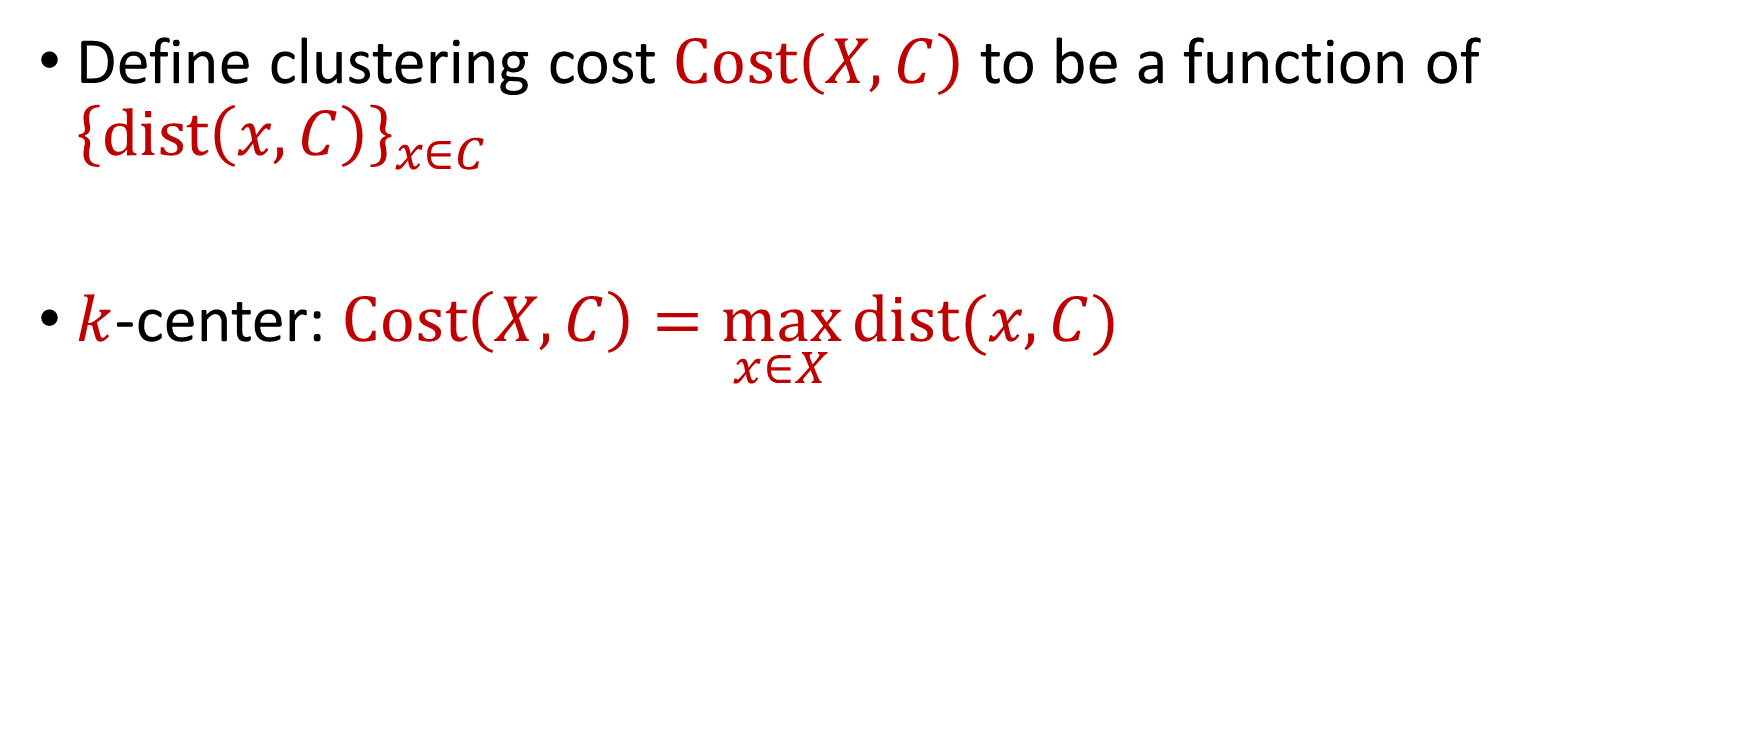 • Define clustering cost Cost(X, C) to be a function of
{dist(x, C)}ₓ∈C
• k-center: Cost(X, C) = max dist(x, C)
x∈X